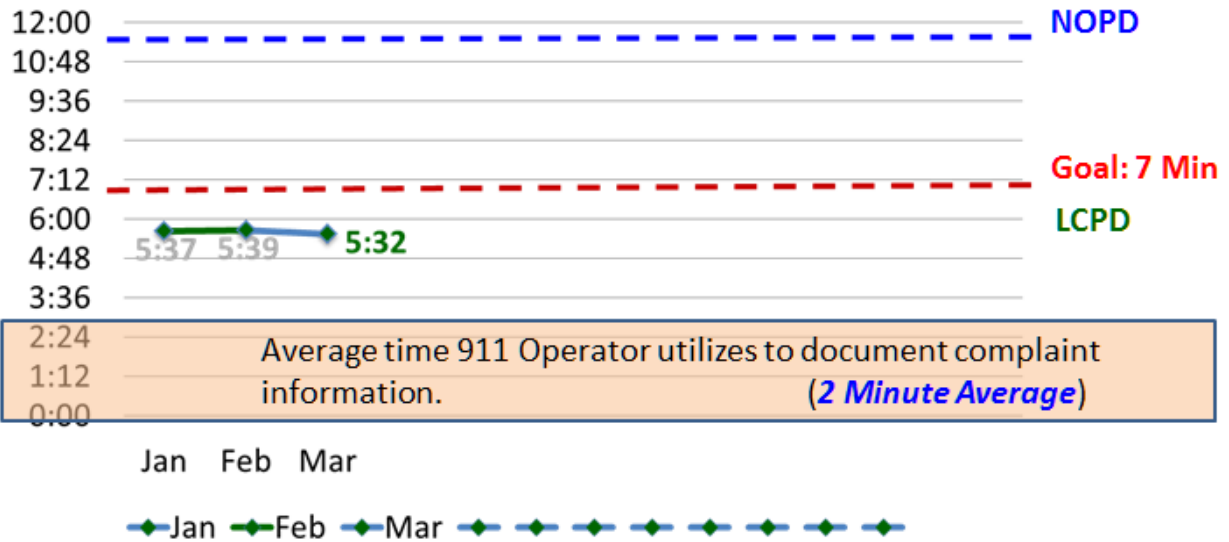 12:00
NOPD
10:48
9:36
8:24
7:12
Goal: 7 Min
6:00
LCPD
5:37 5:39 5:32
4:48
3:36
2:24
Average time 911 Operator utilizes to document complaint
1:12
information. (2 Minute Average)
0:00
Jan Feb Mar
Jan Feb Mar